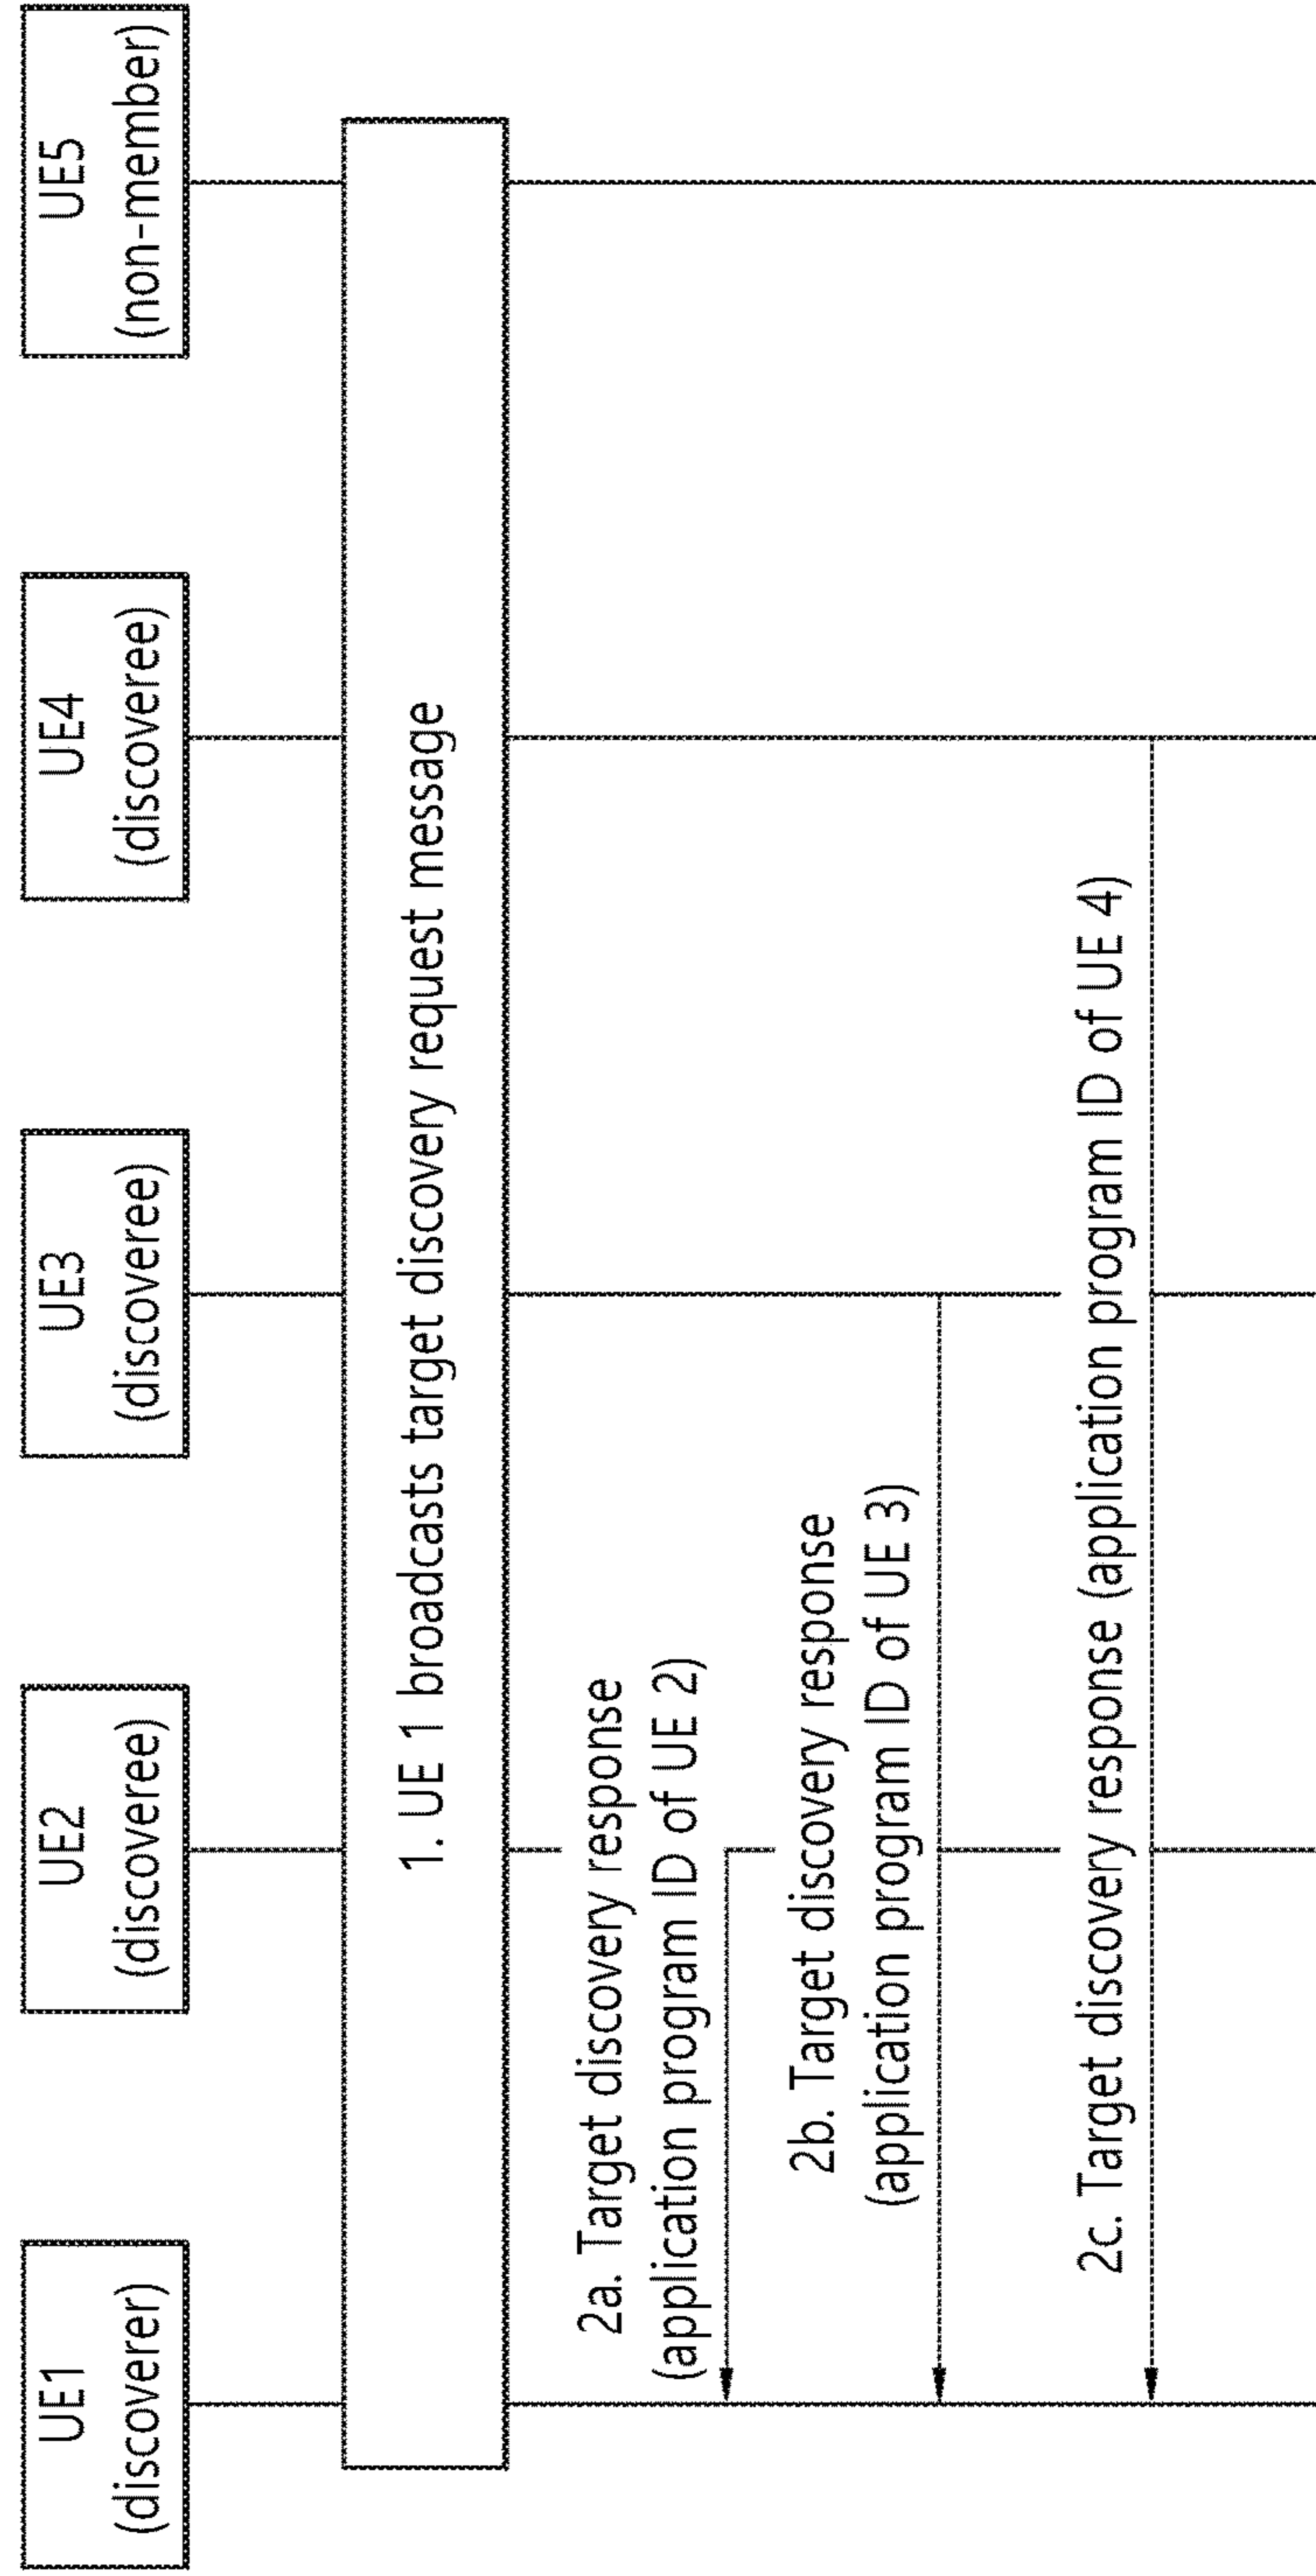 UE1
(discoverer)
UE2
(discoveree)
UE3
(discoveree)
UE4
(discoveree)
UE5
(non-member)
1. UE 1 broadcasts target discovery request message
2a. Target discovery response
(application program ID of UE 2)
2b. Target discovery response
(application program ID of UE 3)
2c. Target discovery response (application program ID of UE 4)